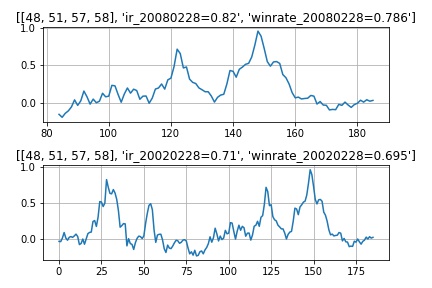 [[48, 51, 57, 58], 'ir_20080228=0.82', 'winrate_20080228=0.786']
1.0
0.5
0.0
80 100 120 140 160 180
[[48, 51, 57, 58], 'ir_20020228=0.71', 'winrate_20020228=0.695']
1.0
0.5
0.0
0 25 50 75 100 125 150 175